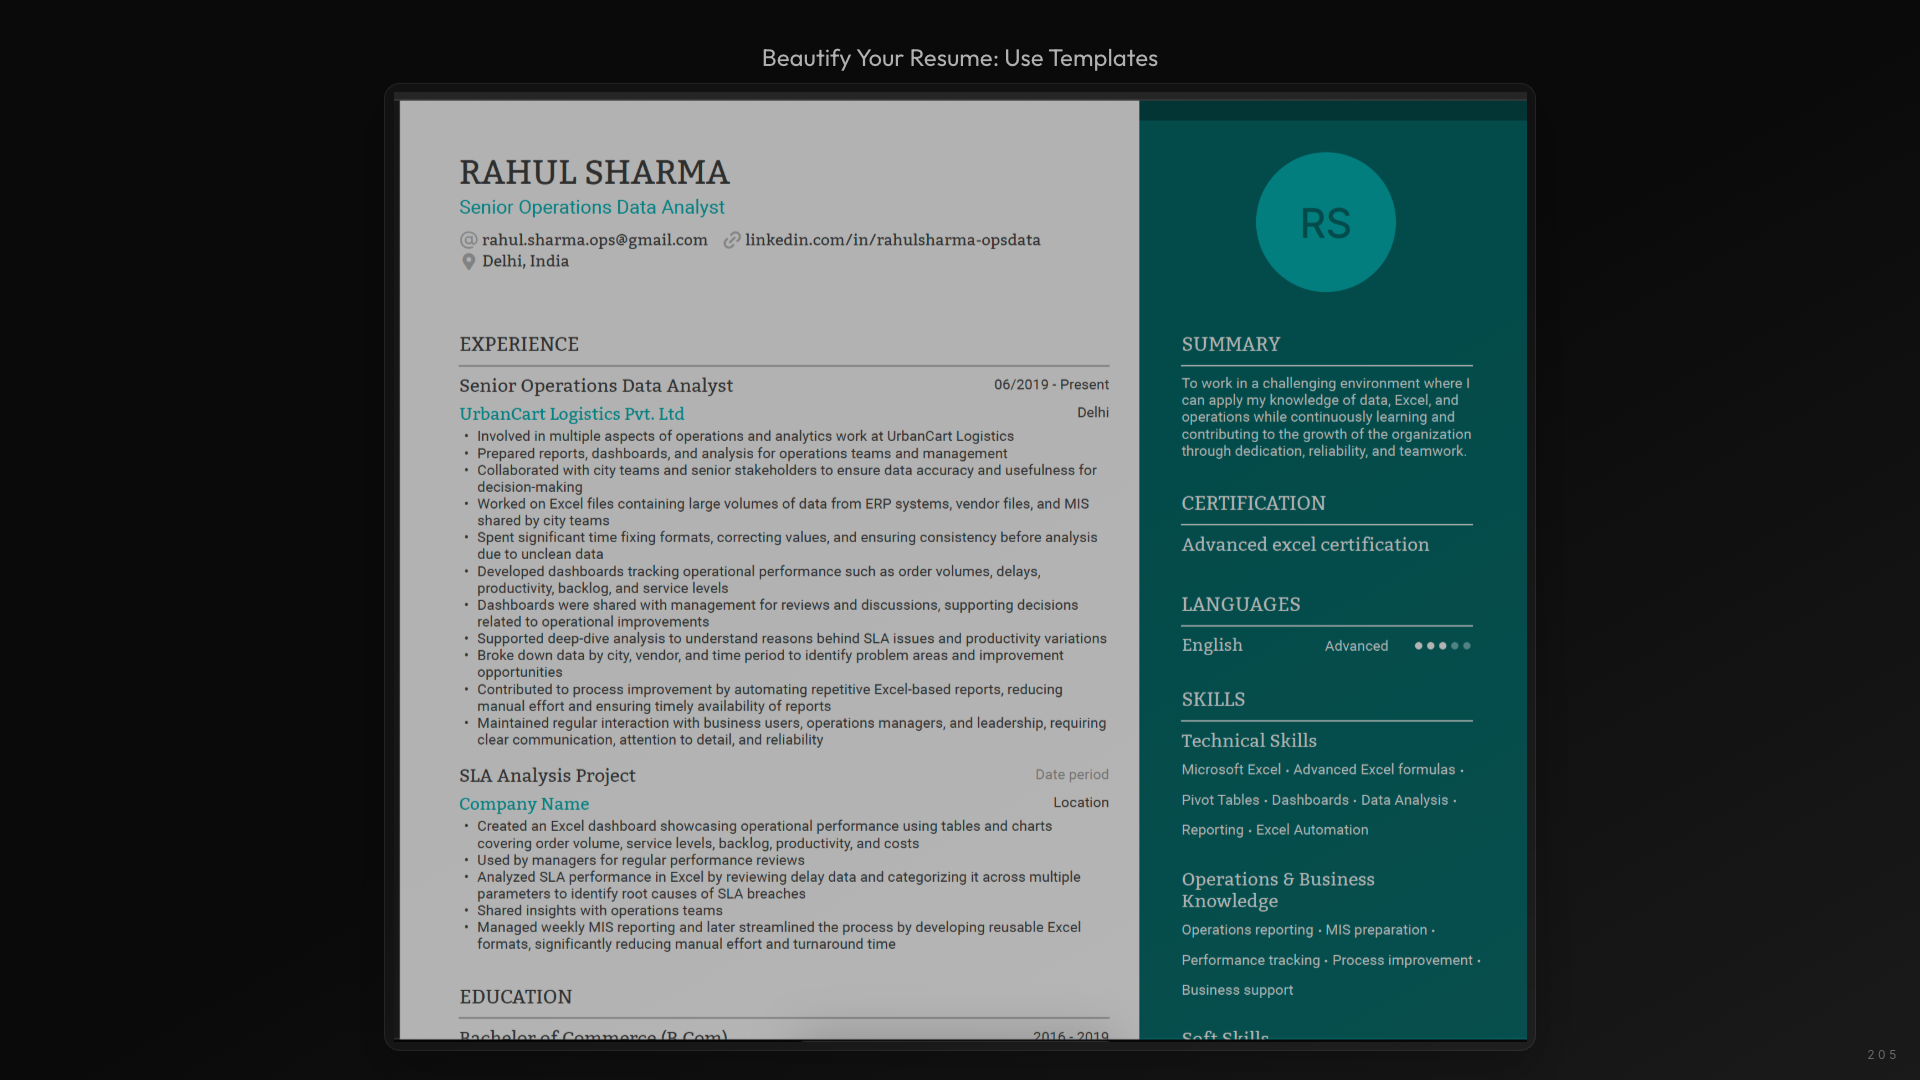 Beautify Your Resume: Use Templates
RAHUL SHARMA
Senior Operations Data Analyst
rahul.sharma.ops@gmail.com linkedin.com/in/rahulsharma-opsdata
Delhi, India
EXPERIENCE
Senior Operations Data Analyst 06/2019 - Present
UrbanCart Logistics Pvt. Ltd Delhi
• Involved in multiple aspects of operations and analytics work at UrbanCart Logistics
• Prepared reports, dashboards, and analysis for operations teams and management
• Collaborated with city teams and senior stakeholders to ensure data accuracy and usefulness for
decision-making
• Worked on Excel files containing large volumes of data from ERP systems, vendor files, and MIS
shared by city teams
• Spent significant time fixing formats, correcting values, and ensuring consistency before analysis
due to unclean data
• Developed dashboards tracking operational performance such as order volumes, delays,
productivity, backlog, and service levels
• Dashboards were shared with management for reviews and discussions, supporting decisions
related to operational improvements
• Supported deep-dive analysis to understand reasons behind SLA issues and productivity variations
• Broke down data by city, vendor, and time period to identify problem areas and improvement
opportunities
• Contributed to process improvement by automating repetitive Excel-based reports, reducing
manual effort and ensuring timely availability of reports
• Maintained regular interaction with business users, operations managers, and leadership, requiring
clear communication, attention to detail, and reliability
SLA Analysis Project Date period
Company Name Location
• Created an Excel dashboard showcasing operational performance using tables and charts
covering order volume, service levels, backlog, productivity, and costs
• Used by managers for regular performance reviews
• Analyzed SLA performance in Excel by reviewing delay data and categorizing it across multiple
parameters to identify root causes of SLA breaches
• Shared insights with operations teams
• Managed weekly MIS reporting and later streamlined the process by developing reusable Excel
formats, significantly reducing manual effort and turnaround time
EDUCATION
Bachelor of Commerce (B.Com) 2016 - 2019
RS
SUMMARY
To work in a challenging environment where I
can apply my knowledge of data, Excel, and
operations while continuously learning and
contributing to the growth of the organization
through dedication, reliability, and teamwork.
CERTIFICATION
Advanced excel certification
LANGUAGES
English Advanced
SKILLS
Technical Skills
Microsoft Excel • Advanced Excel formulas •
Pivot Tables • Dashboards • Data Analysis •
Reporting • Excel Automation
Operations & Business
Knowledge
Operations reporting • MIS preparation •
Performance tracking • Process improvement •
Business support
Soft Skills
205